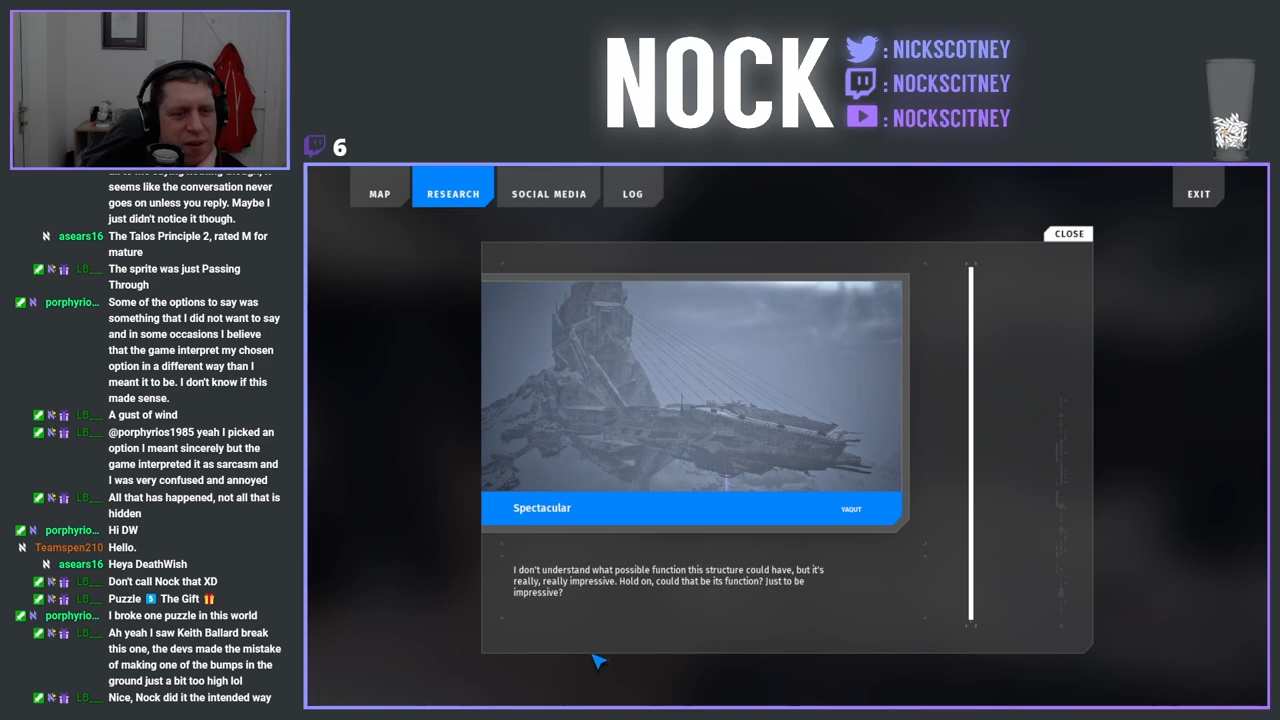 NOCK
: NICKSCOTNEY
: NOCKSCITNEY
: NOCKSCITNEY
6
seems like the conversation never
goes on unless you reply. Maybe I
just didn't notice it though.
asears16 The Talos Principle 2, rated M for
mature
LB__ The sprite was just Passing
Through
porphyrio... Some of the options to say was
something that I did not want to say
and in some occasions I believe
that the game interpret my chosen
option in a different way than I
meant it to be. I don't know if this
made sense.
LB__ A gust of wind
LB__ @porphyrios1985 yeah I picked an
option I meant sincerely but the
game interpreted it as sarcasm and
I was very confused and annoyed
LB__ All that has happened, not all that is
hidden
porphyrio... Hi DW
Teamspen210 Hello.
asears16 Heya DeathWish
LB__ Don't call Nock that XD
LB__ Puzzle 5 The Gift
porphyrio... I broke one puzzle in this world
LB__ Ah yeah I saw Keith Ballard break
this one, the devs made the mistake
of making one of the bumps in the
ground just a bit too high lol
LB__ Nice, Nock did it the intended way
MAP
RESEARCH
SOCIAL MEDIA
LOG
EXIT
CLOSE
Spectacular
YAQUT
I don't understand what possible function this structure could have, but it's
really, really impressive. Hold on, could that be its function? Just to be
impressive?